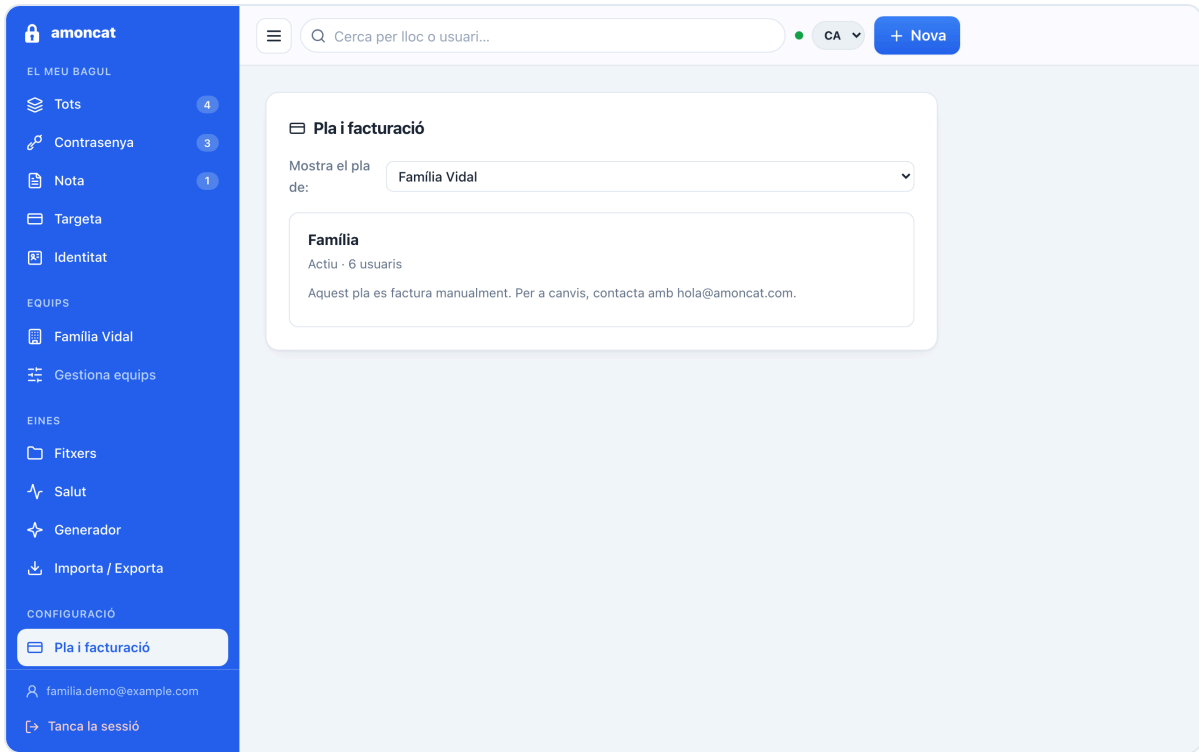 amoncat
EL MEU BAGUL
Tots 4
Contrasenya 3
Nota 1
Targeta
Identitat
EQUIPS
Família Vidal
Gestiona equips
EINES
Fitxers
Salut
Generador
Importa / Exporta
CONFIGURACIÓ
Pla i facturació
familia.demo@example.com
Tanca la sessió
Cerca per lloc o usuari...
CA
+ Nova
Pla i facturació
Mostra el pla
de:
Família Vidal
Família
Actiu · 6 usuaris
Aquest pla es factura manualment. Per a canvis, contacta amb hola@amoncat.com.